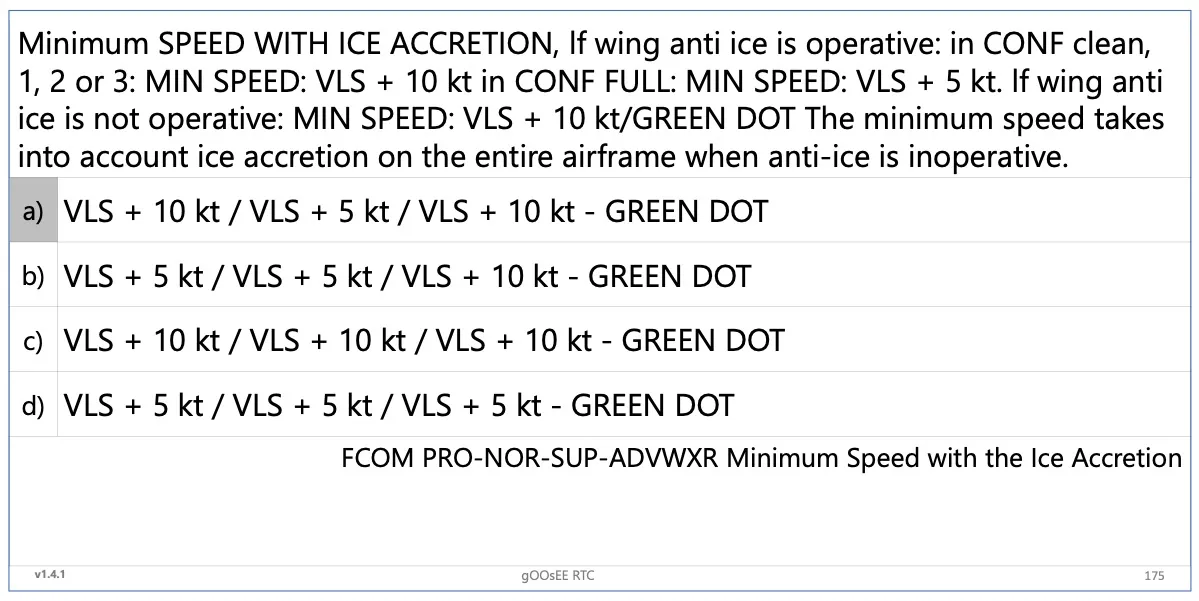 Minimum SPEED WITH ICE ACCRETION, lf wing anti ice is operative: in CONF clean,
1, 2 or 3: MIN SPEED: VLS + 10 kt in CONF FULL: MIN SPEED: VLS + 5 kt. lf wing anti
ice is not operative: MIN SPEED: VLS + 10 kt/GREEN DOT The minimum speed takes
into account ice accretion on the entire airframe when anti-ice is inoperative.
a) VLS + 10 kt / VLS + 5 kt / VLS + 10 kt - GREEN DOT
b) VLS + 5 kt / VLS + 5 kt / VLS + 10 kt - GREEN DOT
c) VLS + 10 kt / VLS + 10 kt / VLS + 10 kt - GREEN DOT
d) VLS + 5 kt / VLS + 5 kt / VLS + 5 kt - GREEN DOT
FCOM PRO-NOR-SUP-ADVWXR Minimum Speed with the Ice Accretion
v1.4.1 gOOsEE RTC 175